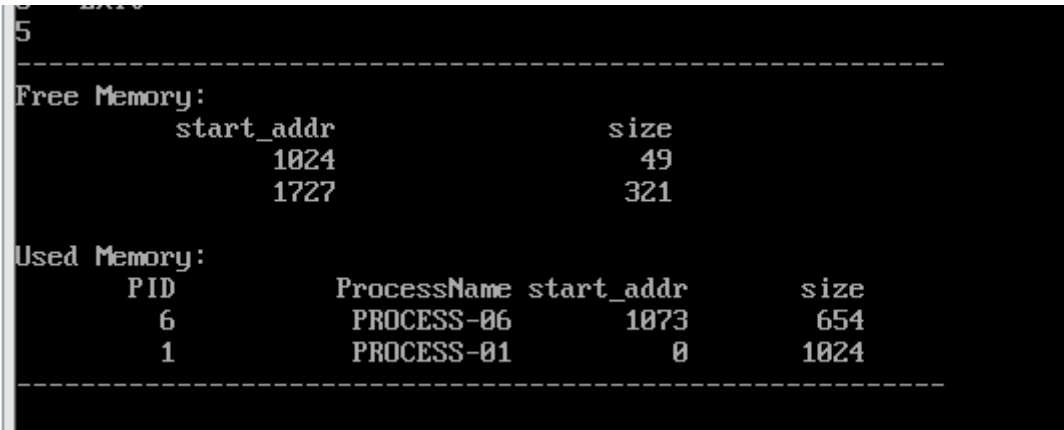 5
---------------------------------------------------------
Free Memory:
start_addr size
1024 49
1727 321
Used Memory:
PID ProcessName start_addr size
6 PROCESS-06 1073 654
1 PROCESS-01 0 1024
---------------------------------------------------------